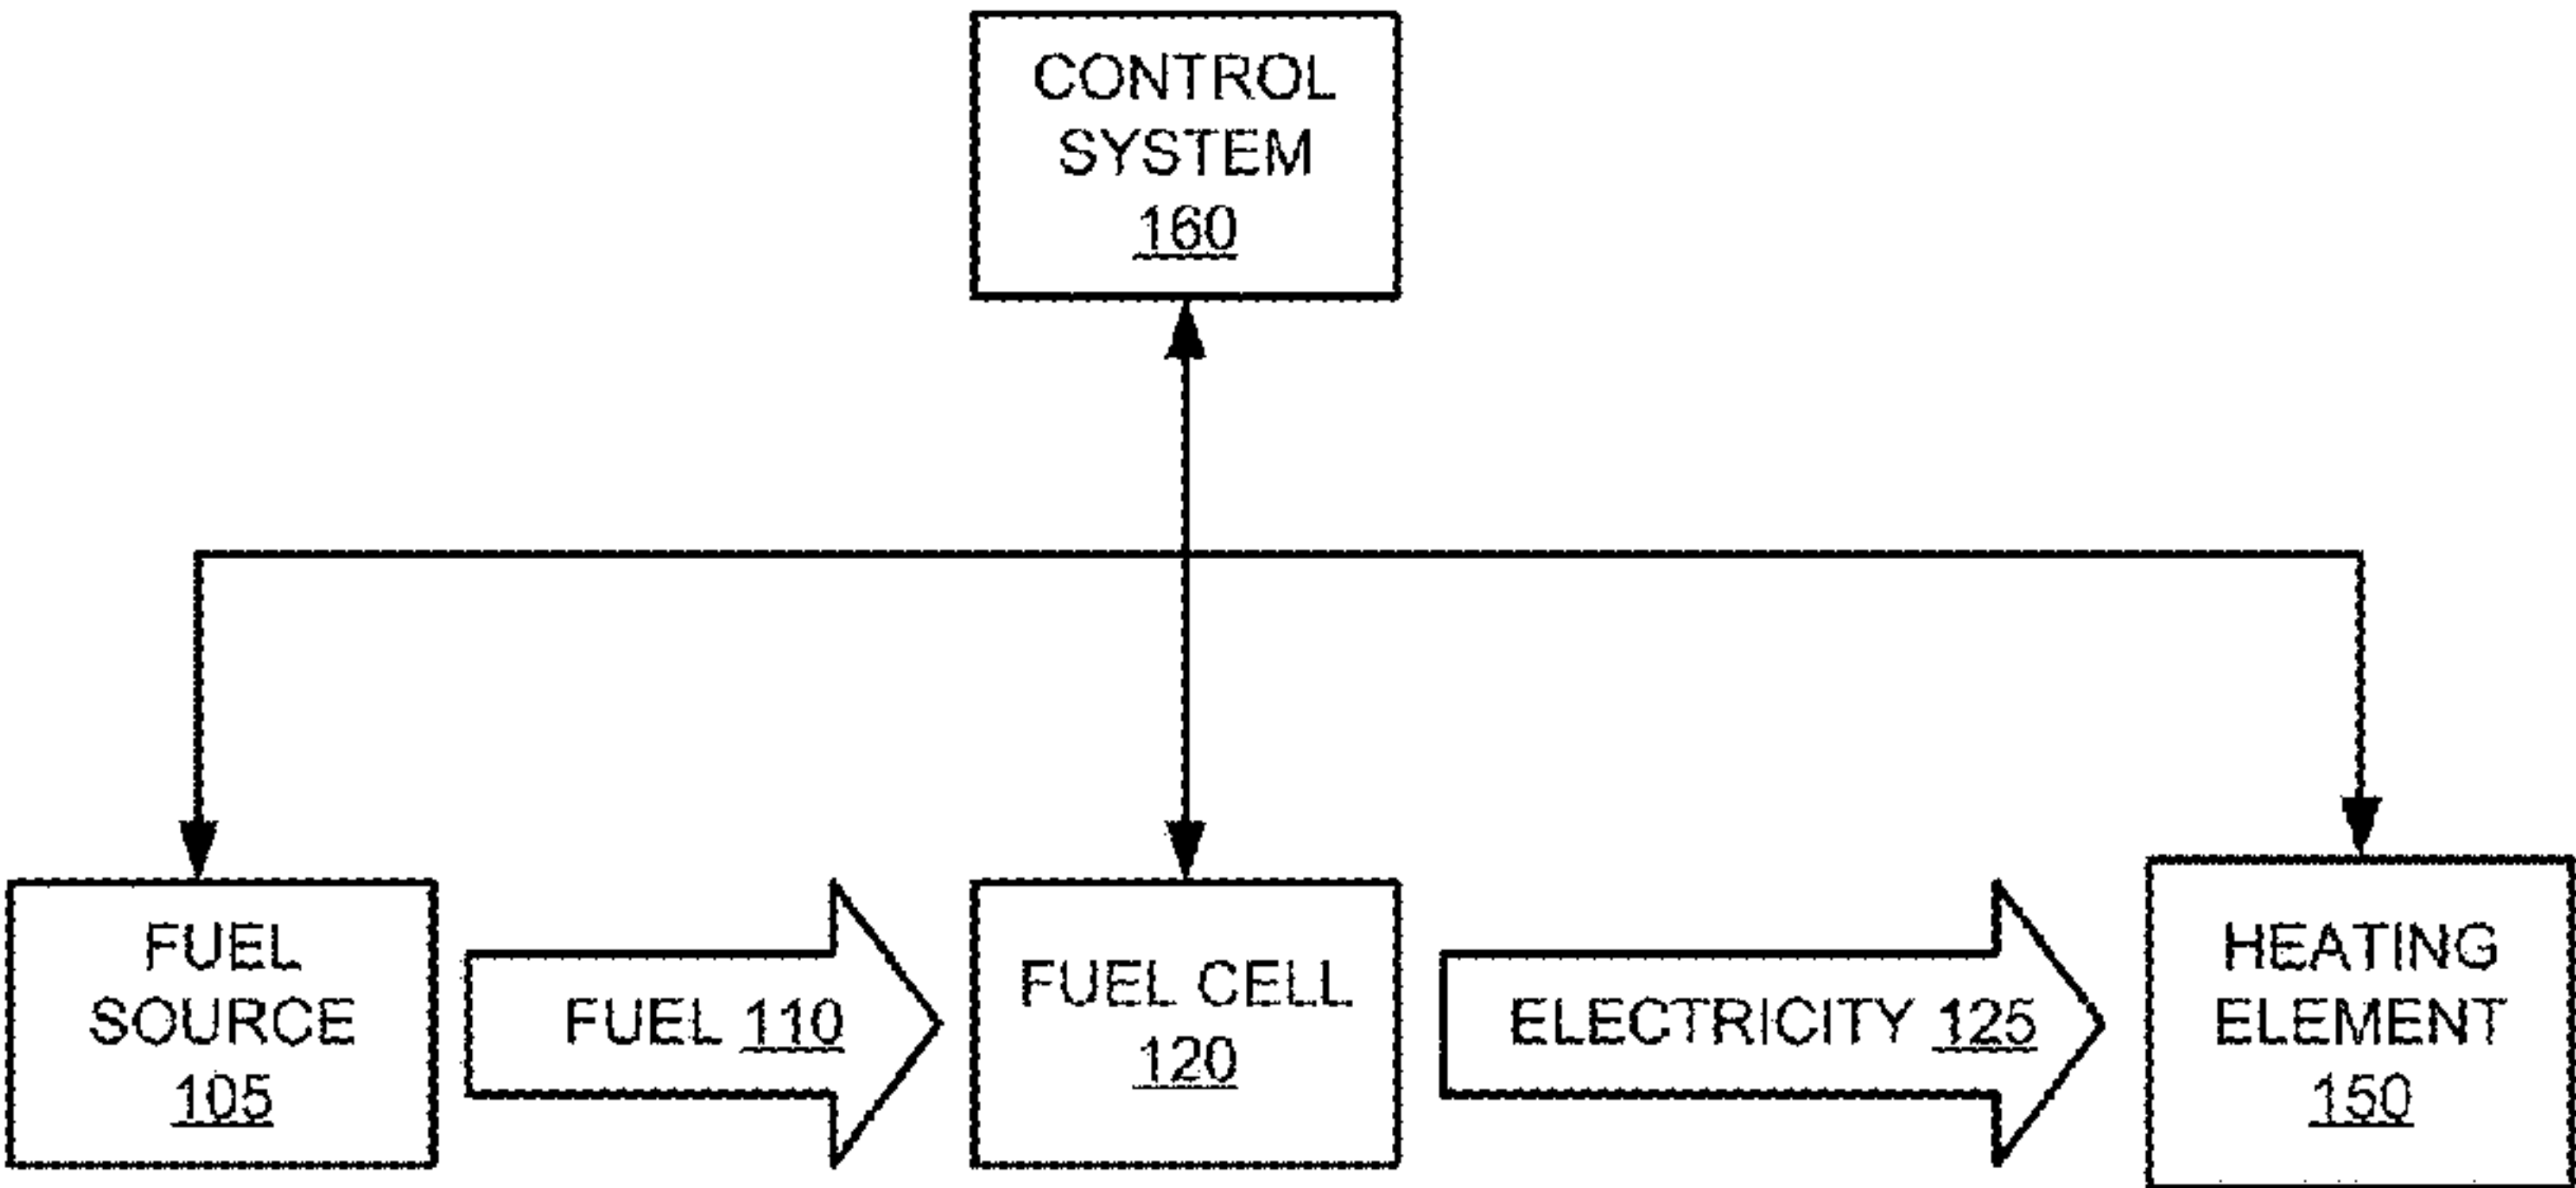 CONTROL
SYSTEM
160
FUEL
SOURCE
105
FUEL 110
FUEL CELL
120
ELECTRICITY 125
HEATING
ELEMENT
150